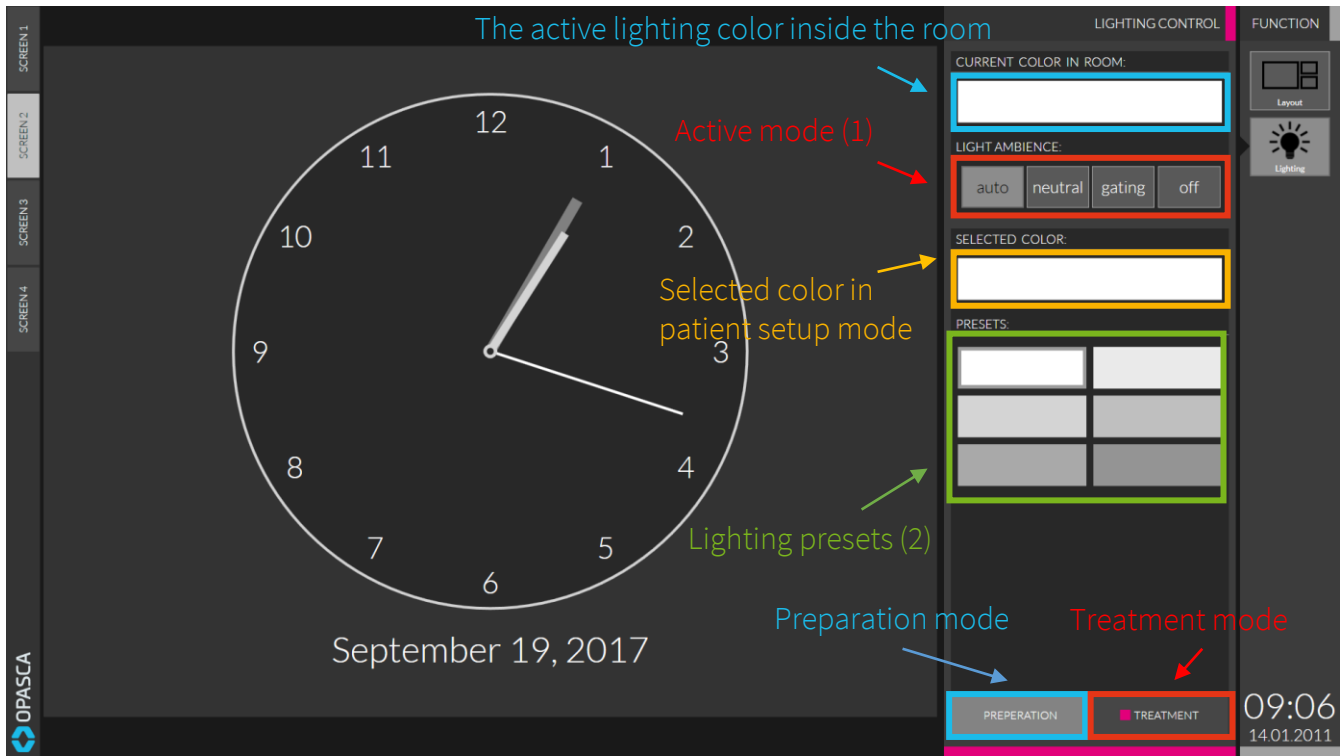 SCREEN 1
SCREEN 2
SCREEN 3
SCREEN 4
OPASCA
The active lighting color inside the room
Active mode (1)
Selected color in
patient setup mode
Lighting presets (2)
Preparation mode
Treatment mode
12
1
2
3
4
5
6
7
8
9
10
11
September 19, 2017
LIGHTING CONTROL
CURRENT COLOR IN ROOM:
LIGHT AMBIENCE:
auto neutral gating off
SELECTED COLOR:
PRESETS:
PREPERATION TREATMENT
FUNCTION
Layout
Lighting
09:06
14.01.2011